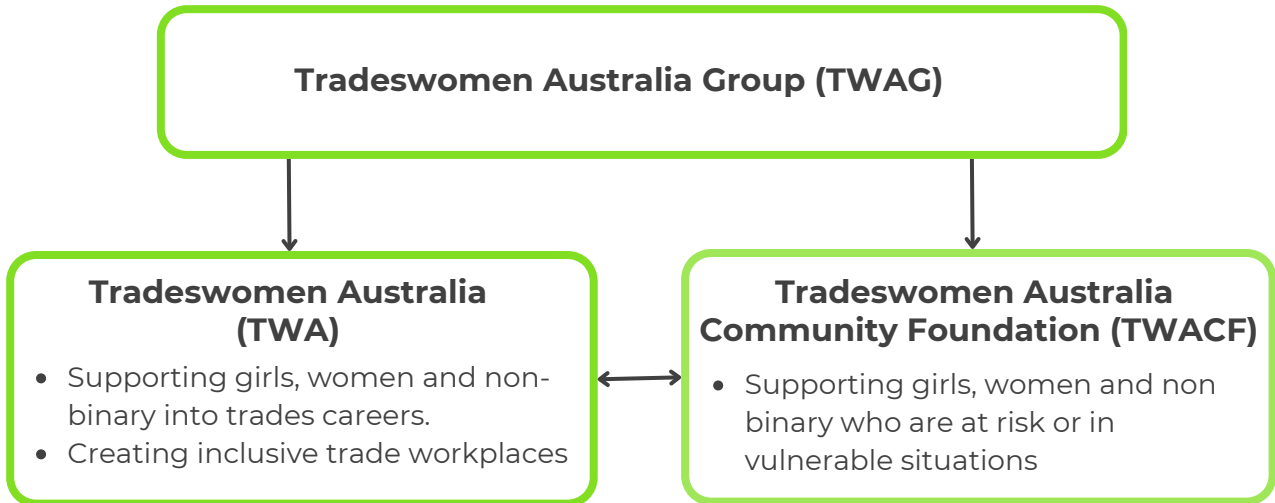 Tradeswomen Australia Group (TWAG)
Tradeswomen Australia
(TWA)
• Supporting girls, women and non-
binary into trades careers.
• Creating inclusive trade workplaces
Tradeswomen Australia
Community Foundation (TWACF)
• Supporting girls, women and non
binary who are at risk or in
vulnerable situations